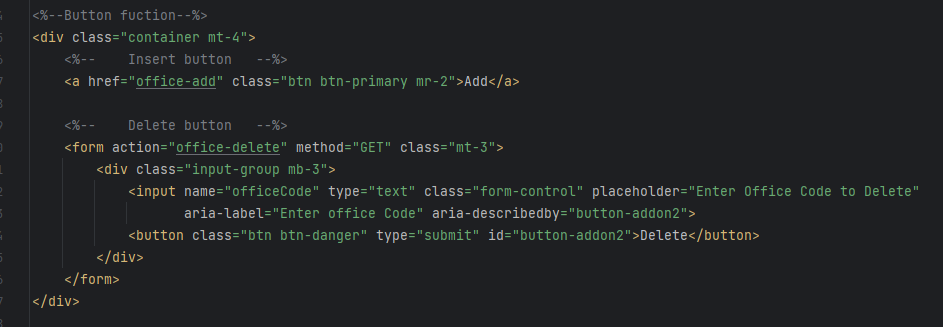 <%--Button fuction--%>
<div class="container mt-4">
    <%--    Insert button   --%>
    <a href="office-add" class="btn btn-primary mr-2">Add</a>

    <%--    Delete button   --%>
    <form action="office-delete" method="GET" class="mt-3">
        <div class="input-group mb-3">
            <input name="officeCode" type="text" class="form-control" placeholder="Enter Office Code to Delete"
                   aria-label="Enter office Code" aria-describedby="button-addon2">
            <button class="btn btn-danger" type="submit" id="button-addon2">Delete</button>
        </div>
    </form>
</div>